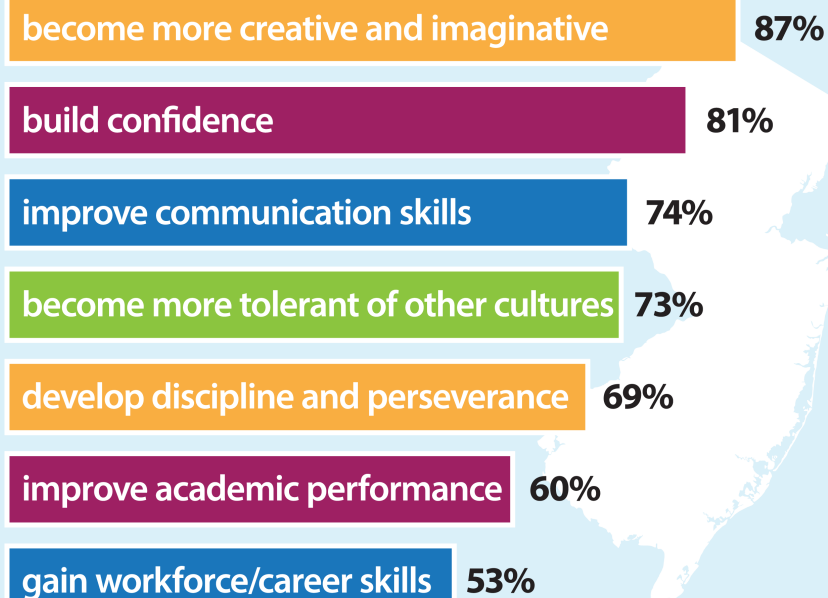 become more creative and imaginative 87%
build confidence 81%
improve communication skills 74%
become more tolerant of other cultures 73%
develop discipline and perseverance 69%
improve academic performance 60%
gain workforce/career skills 53%